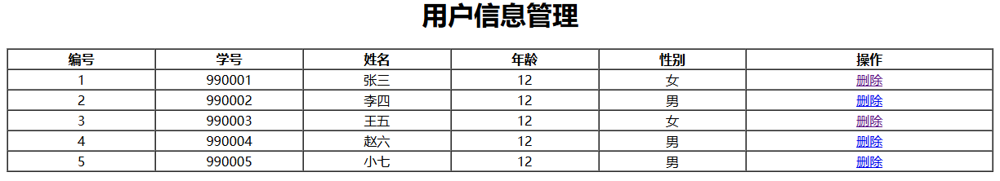 用户信息管理
编号 学号 姓名 年龄 性别 操作
1 990001 张三 12 女 删除
2 990002 李四 12 男 删除
3 990003 王五 12 女 删除
4 990004 赵六 12 男 删除
5 990005 小七 12 男 删除